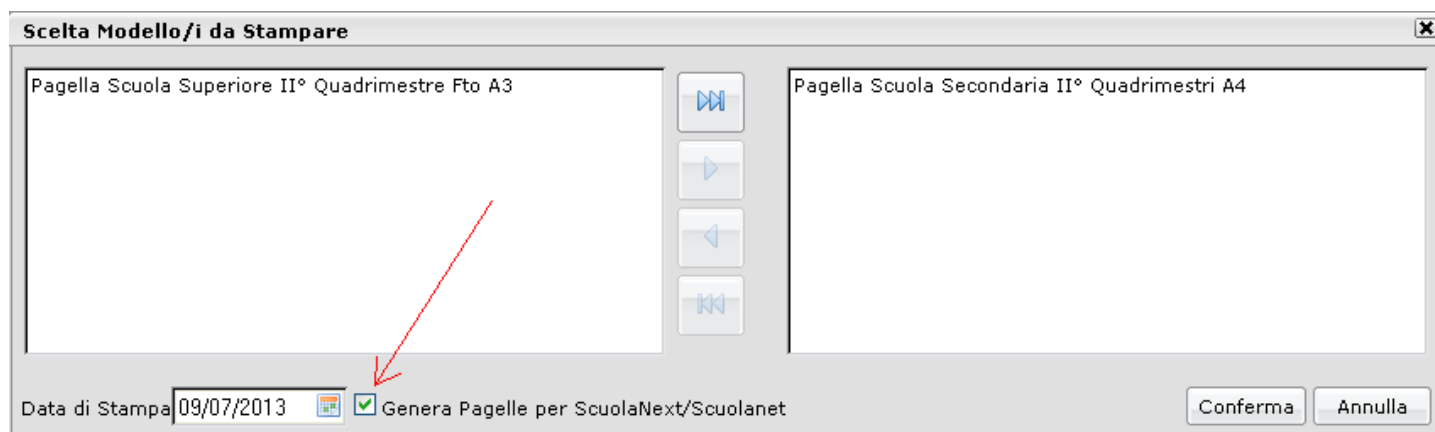 Scelta Modello/i da Stampare
Pagella Scuola Superiore II° Quadrimestre Fto A3
Pagella Scuola Secondaria II° Quadrimestri A4
Data di Stampa 09/07/2013 Genera Pagelle per ScuolaNext/Scuolanet Conferma Annulla